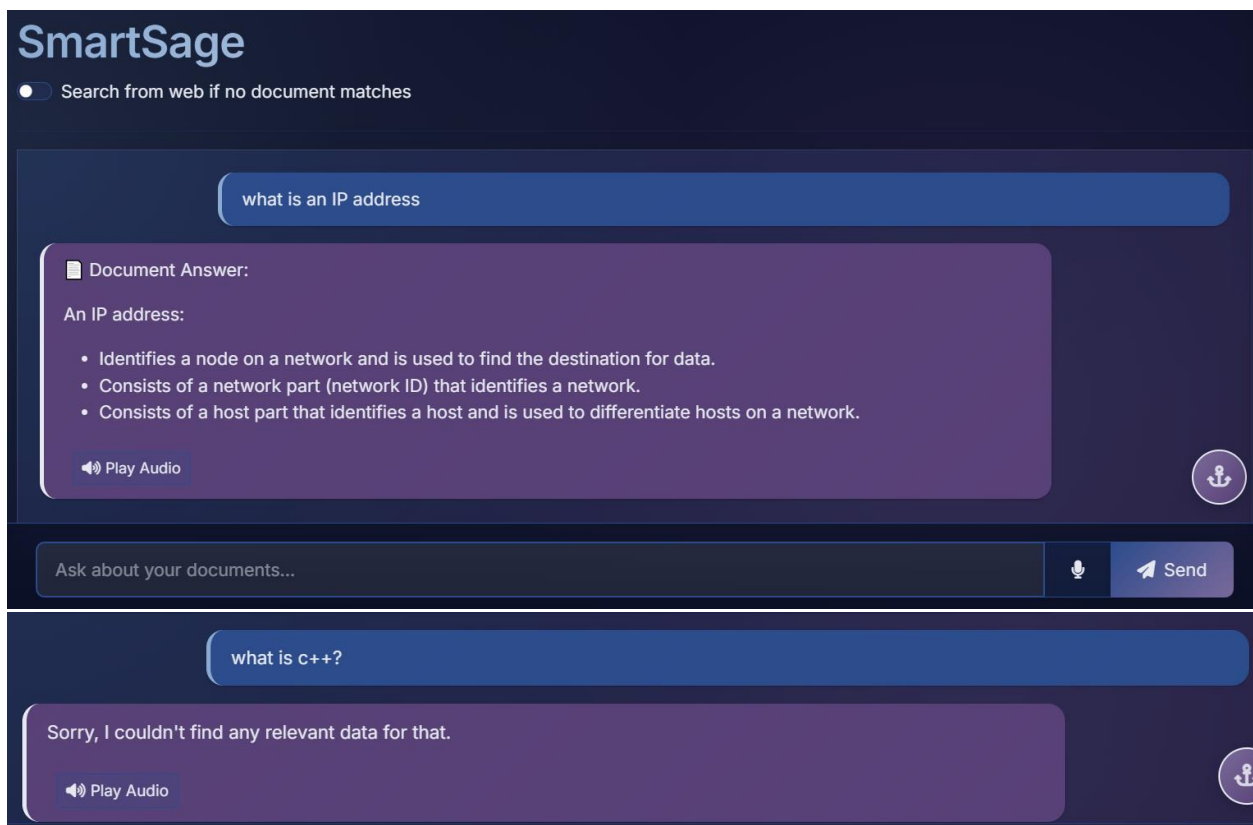 SmartSage
Search from web if no document matches
what is an IP address
📄 Document Answer:
An IP address:
• Identifies a node on a network and is used to find the destination for data.
• Consists of a network part (network ID) that identifies a network.
• Consists of a host part that identifies a host and is used to differentiate hosts on a network.
Play Audio
Ask about your documents...
Send
what is c++?
Sorry, I couldn't find any relevant data for that.
Play Audio